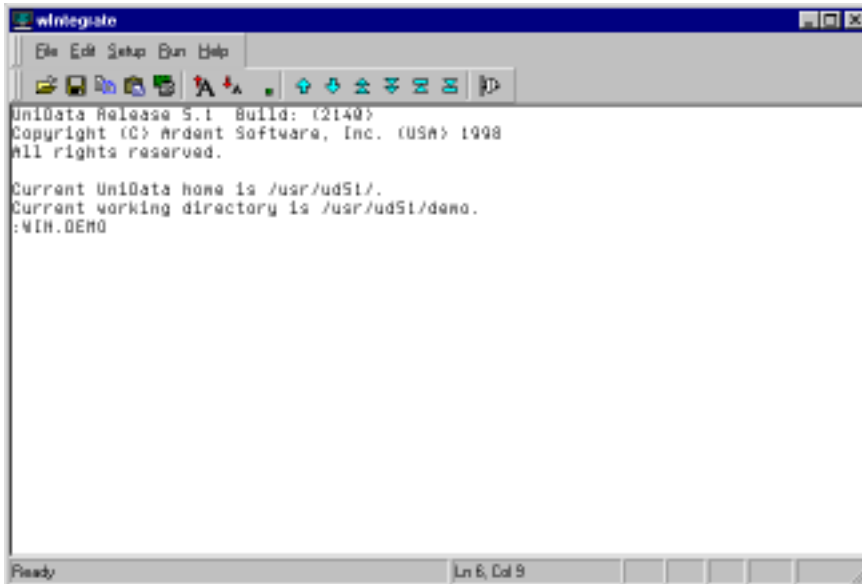 wIntegrate
File Edit Setup Run Help
UniData Release 5.1 Build: (2140)
Copyright (C) Ardent Software, Inc. (USA) 1998
All rights reserved.
Current UniData home is /usr/ud51/.
Current working directory is /usr/ud51/demo.
:WIN.DEMO
Ready
Ln 6, Col 9